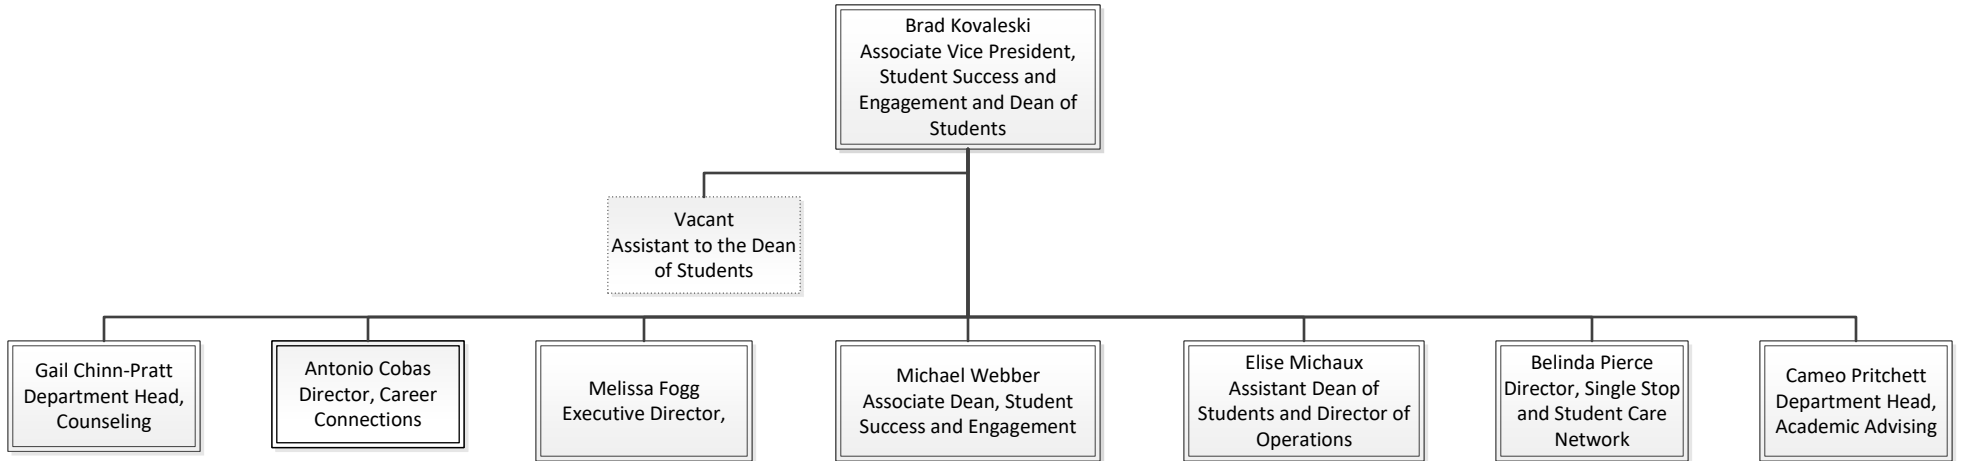 Brad Kovaleski
Associate Vice President,
Student Success and
Engagement and Dean of
Students
Vacant
Assistant to the Dean
of Students
Gail Chinn-Pratt
Department Head,
Counseling
Antonio Cobas
Director, Career
Connections
Melissa Fogg
Executive Director,
Michael Webber
Associate Dean, Student
Success and Engagement
Elise Michaux
Assistant Dean of
Students and Director of
Operations
Belinda Pierce
Director, Single Stop
and Student Care
Network
Cameo Pritchett
Department Head,
Academic Advising